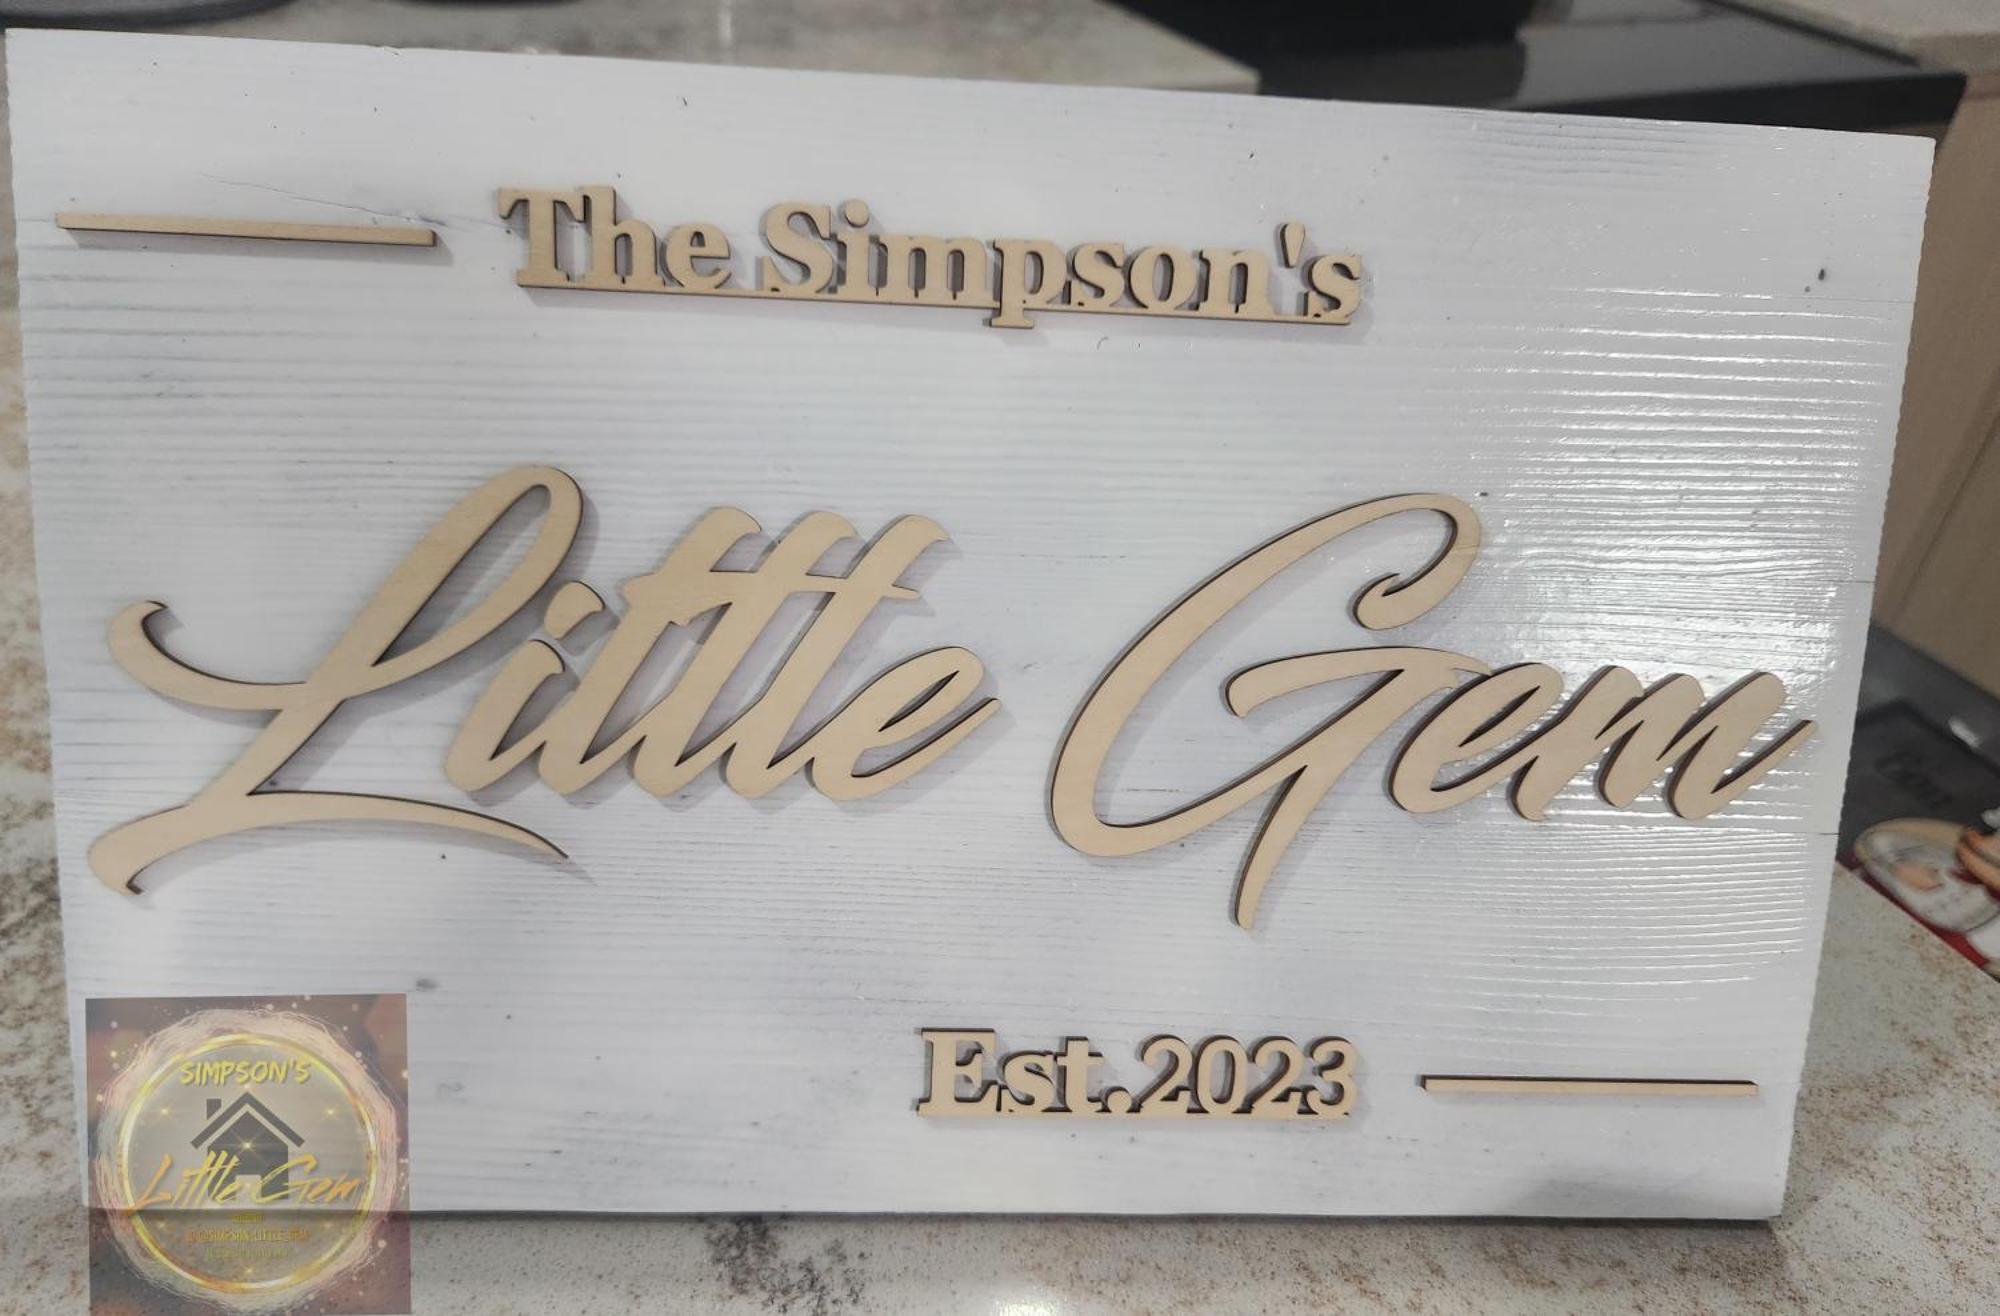 The Simpson's
Little Gem
Est.2023
SIMPSON'S
Little Gem